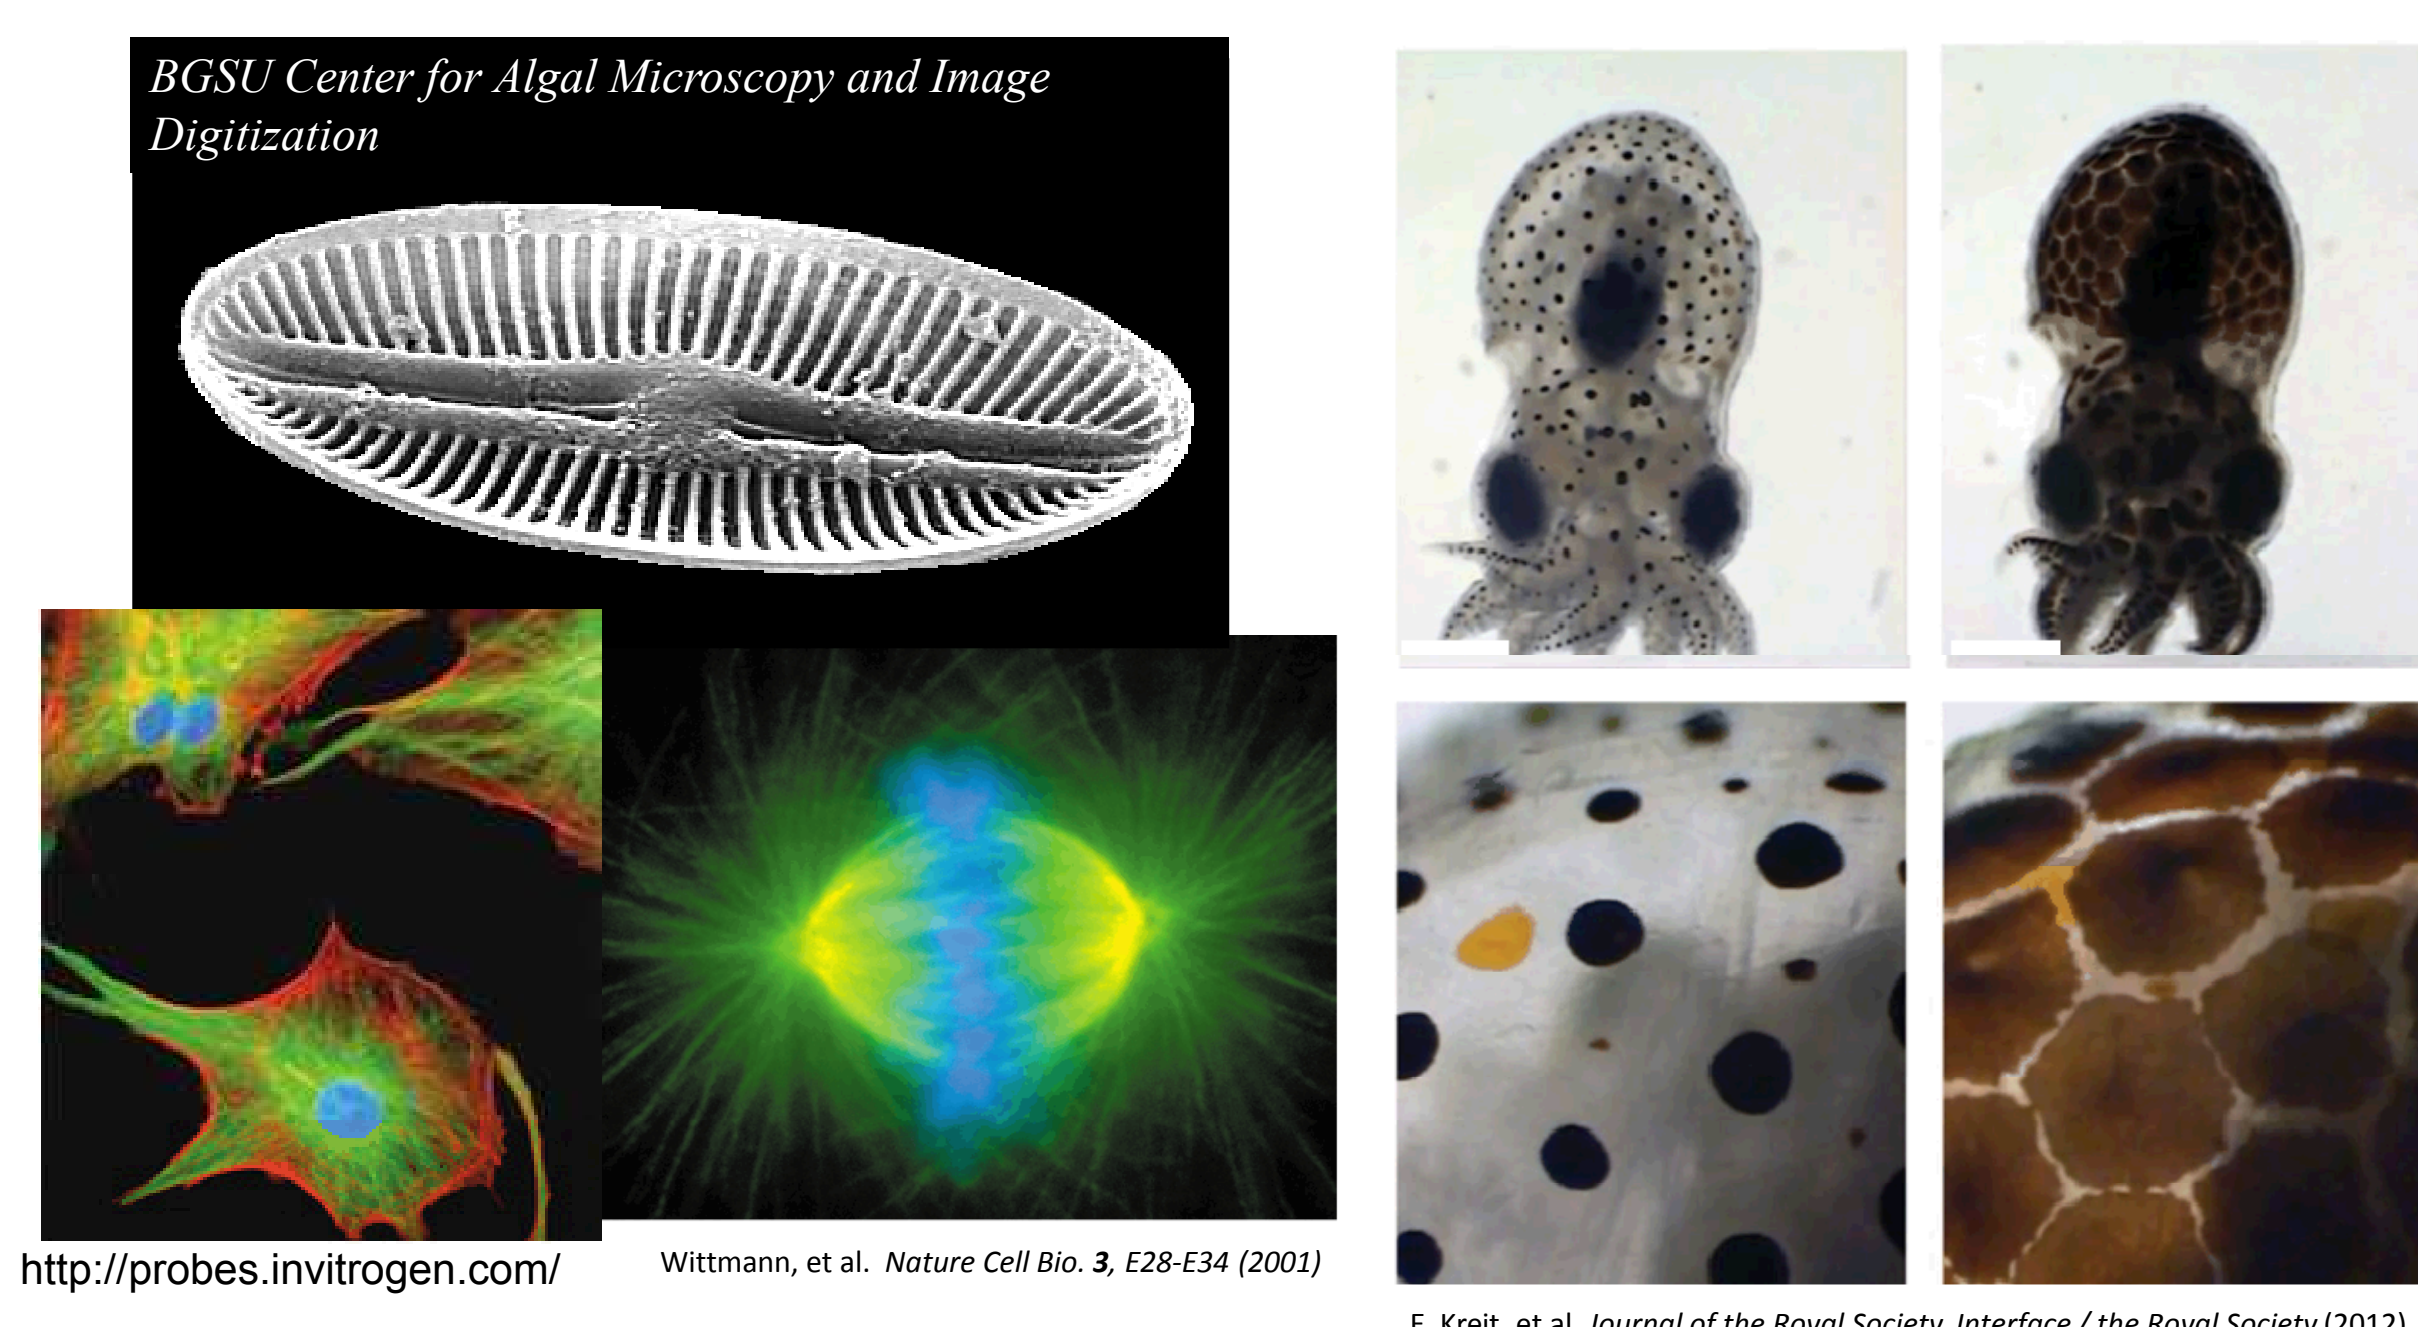 BGSU Center for Algal Microscopy and Image
Digitization
http://probes.invitrogen.com/
Wittmann, et al. Nature Cell Bio. 3, E28-E34 (2001)
E. Kreit, et al. Journal of the Royal Society, Interface / the Royal Society (2012)